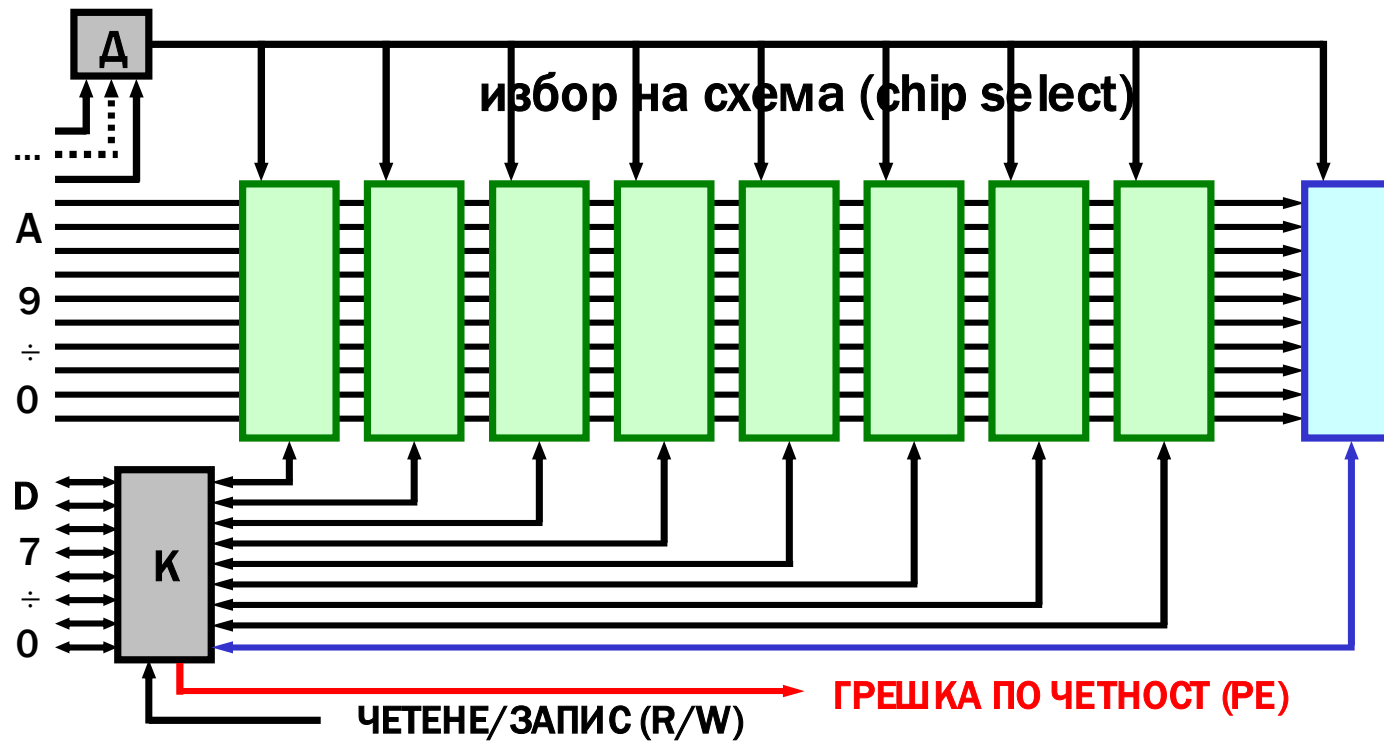 Д
избор на схема (chip select)
...
А
9
÷
0
D
7
÷
0
К
ГРЕШКА ПО ЧЕТНОСТ (PE)
ЧЕТЕНЕ/ЗАПИС (R/W)